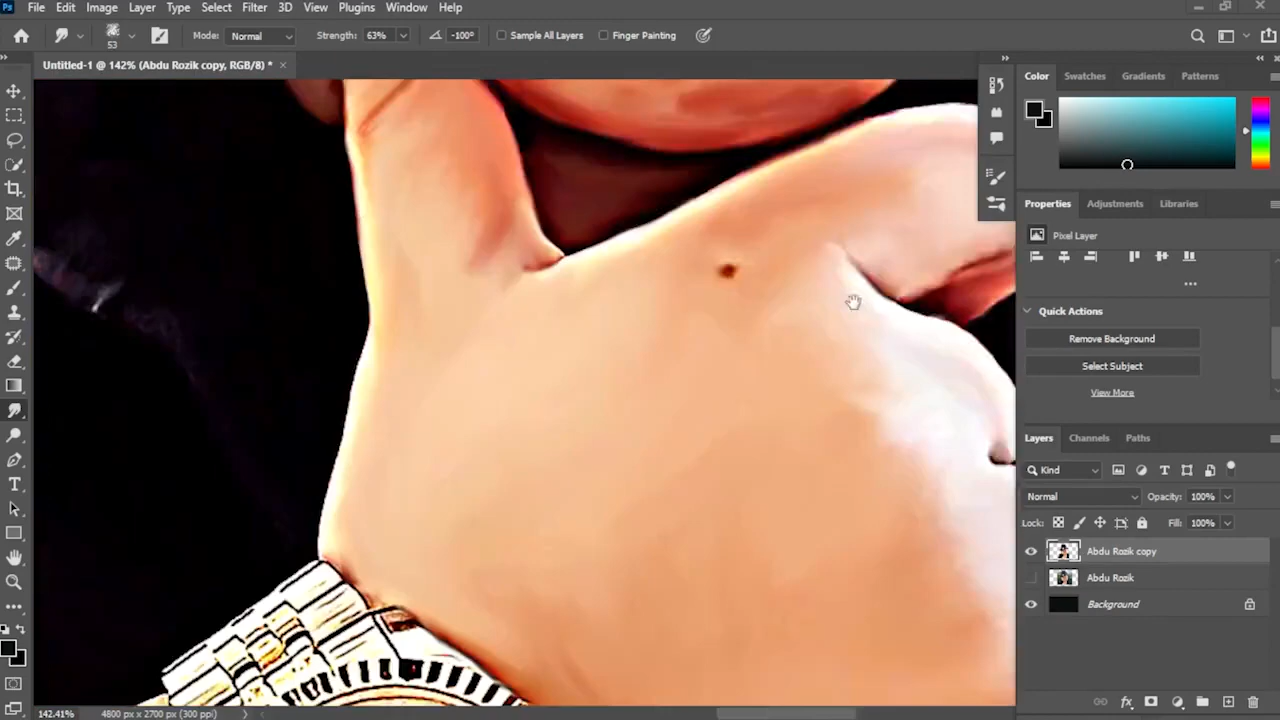 Ps File Edit Image Layer Type Select Filter 3D View Plugins Window Help
53 Mode: Normal Strength: 63% -100° Sample All Layers Finger Painting
Untitled-1 @ 142% (Abdu Rozik copy, RGB/8) *
Color Swatches Gradients Patterns
Properties Adjustments Libraries
Pixel Layer
Quick Actions
Remove Background
Select Subject
View More
Layers Channels Paths
Kind
Normal Opacity: 100%
Lock: Fill: 100%
Abdu Rozik copy
Abdu Rozik
Background
142.41% 4800 px x 2700 px (300 ppi)